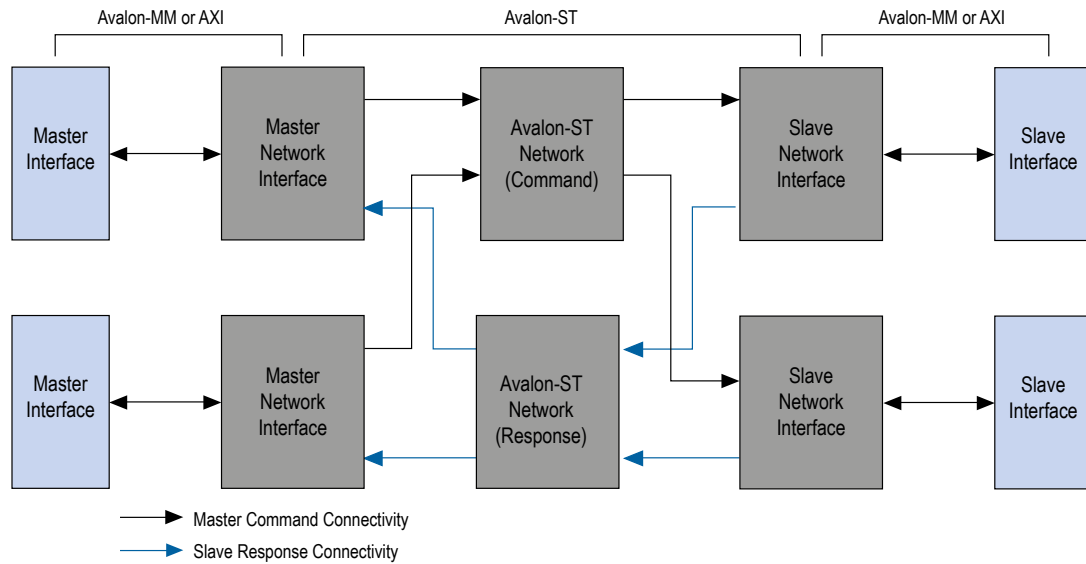 Avalon-MM or AXI
Avalon-ST
Avalon-MM or AXI
Master
Interface
Master
Network
Interface
Avalon-ST
Network
(Command)
Slave
Network
Interface
Slave
Interface
Master
Interface
Master
Network
Interface
Avalon-ST
Network
(Response)
Slave
Network
Interface
Slave
Interface
Master Command Connectivity
Slave Response Connectivity